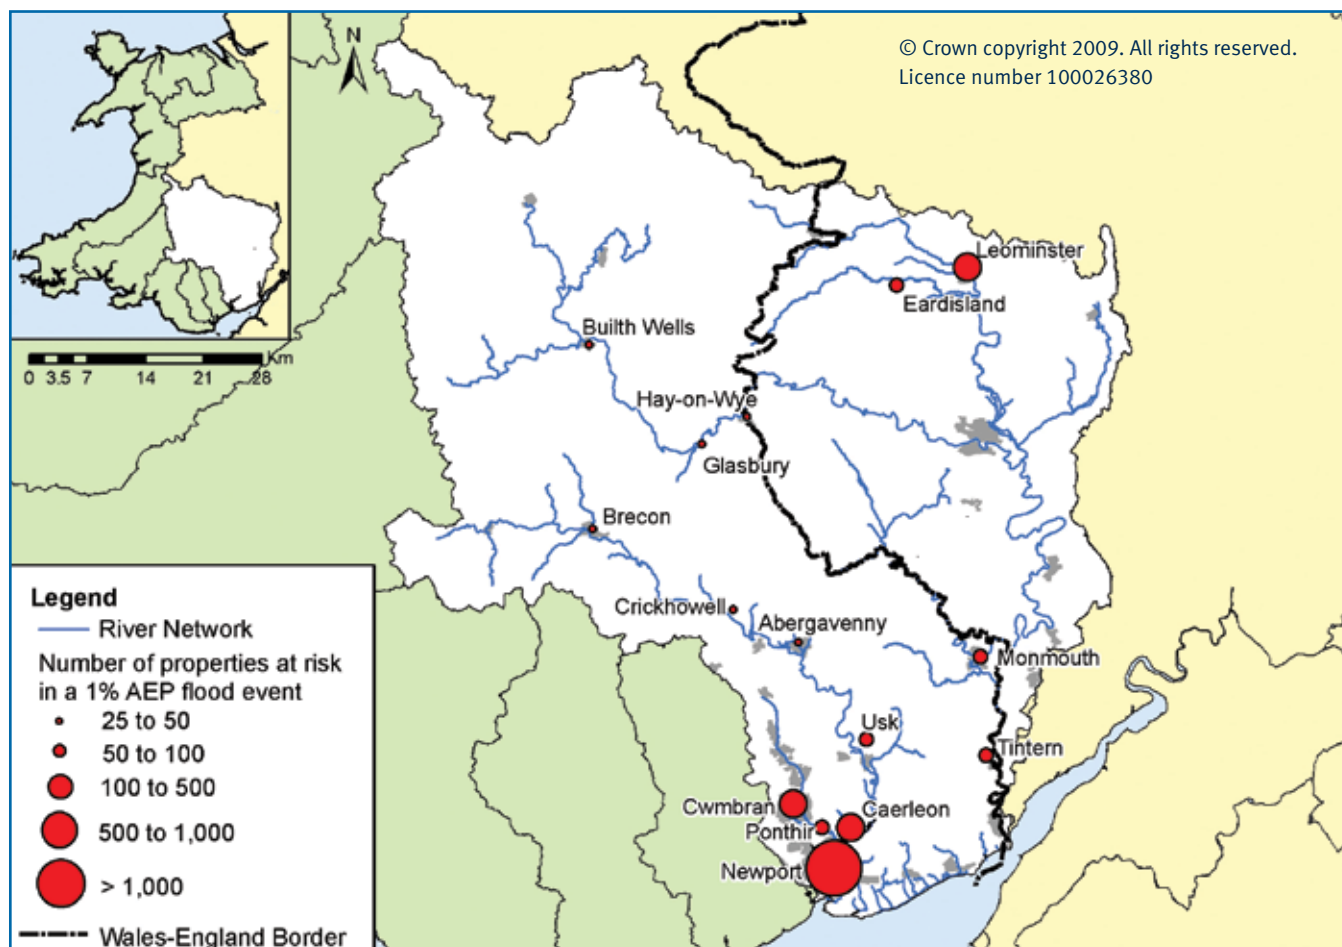 © Crown copyright 2009. All rights reserved.
Licence number 100026380
N
Km
0 3.5 7 14 21 28
Leominster
Eardisland
Builth Wells
Hay-on-Wye
Glasbury
Brecon
Crickhowell
Abergavenny
Monmouth
Usk
Tintern
Cwmbran
Caerleon
Ponthir
Newport
Legend
River Network
Number of properties at risk
in a 1% AEP flood event
25 to 50
50 to 100
100 to 500
500 to 1,000
> 1,000
Wales-England Border